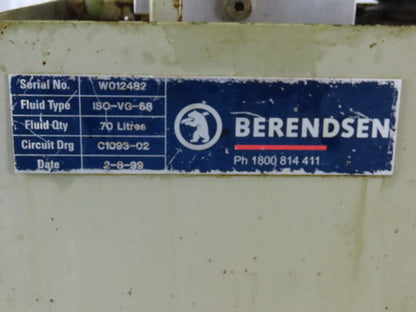 Serial No. W012482
Fluid Type ISO-VG-68
Fluid Qty 70 Litres
Circuit Drg C1093-02
Date 2-8-99
BERENDSEN
Ph 1800 814 411